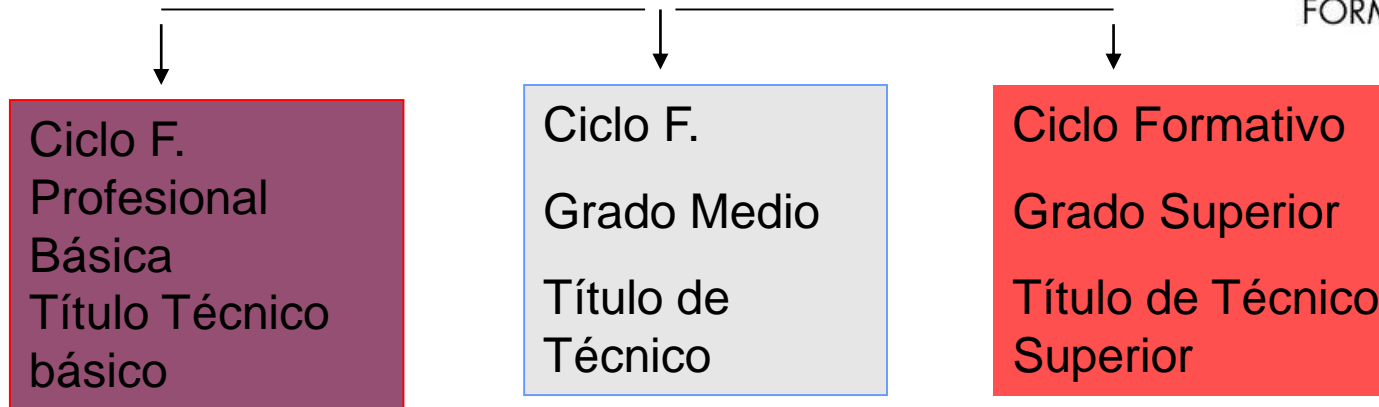 FORM
Ciclo F.
Profesional
Básica
Título Técnico
básico
Ciclo F.
Grado Medio
Título de
Técnico
Ciclo Formativo
Grado Superior
Título de Técnico
Superior